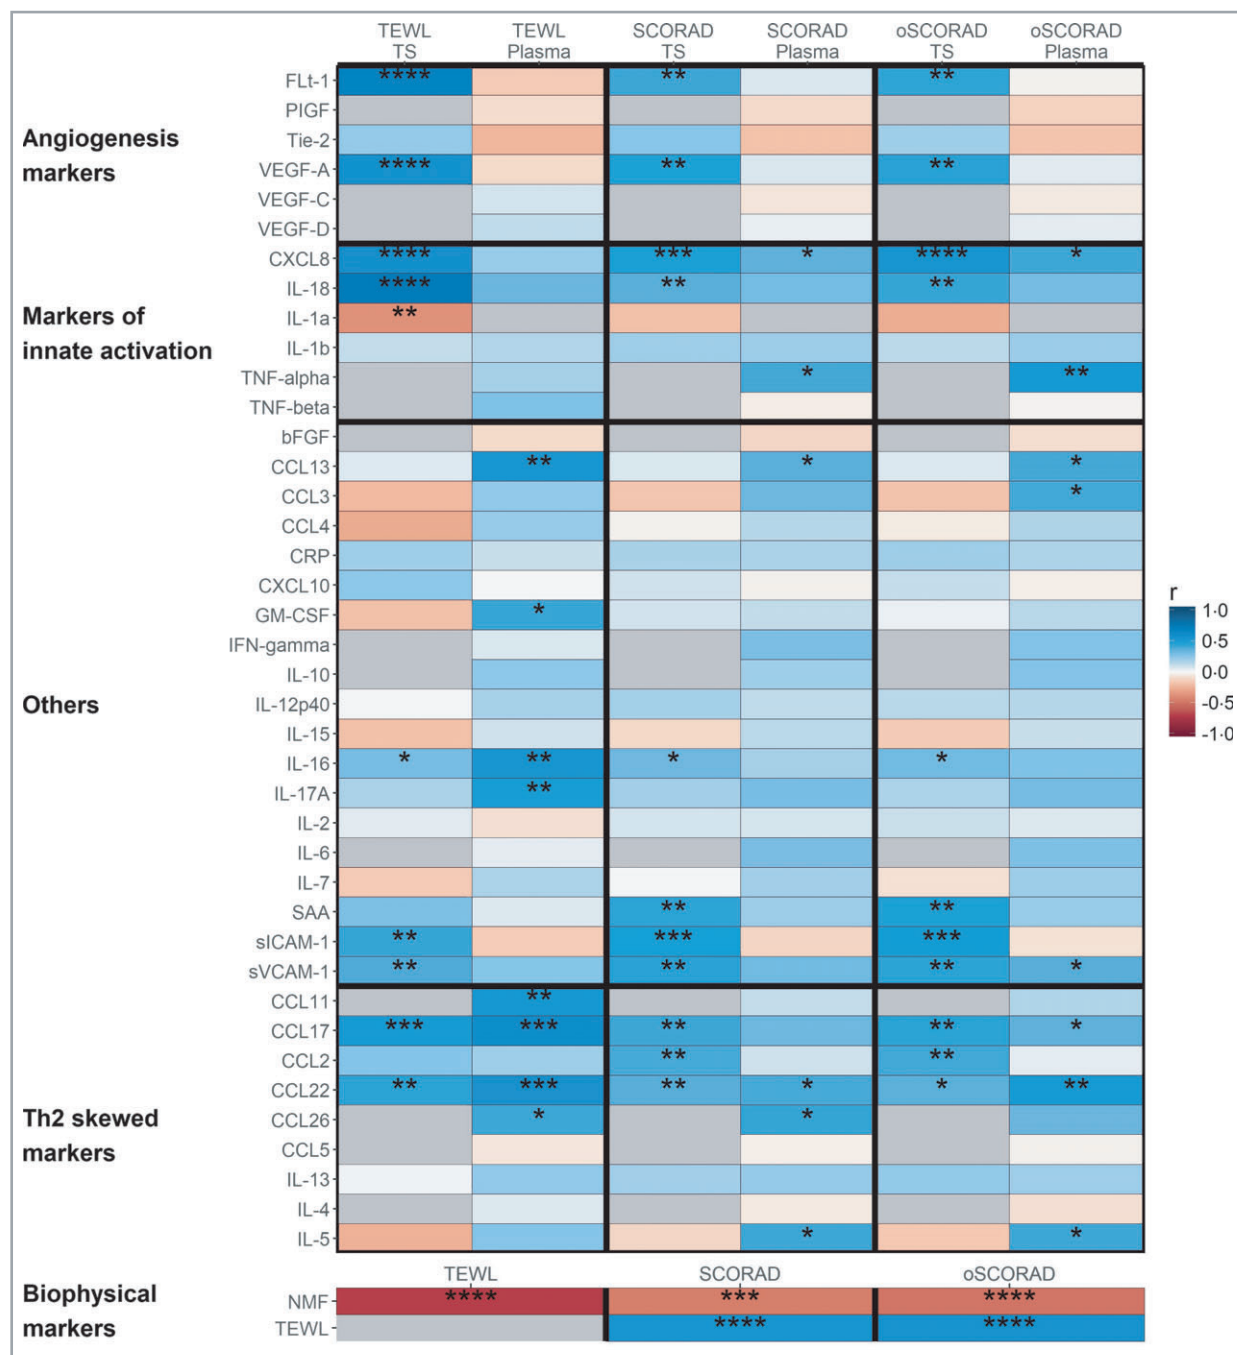 TEWL TEWL SCORAD SCORAD oSCORAD oSCORAD
TS Plasma TS Plasma TS Plasma
FLt-1 **** ** **
PIGF
Angiogenesis
markers
Tie-2
VEGF-A **** ** **
VEGF-C
VEGF-D
CXCL8 **** *** * **** *
IL-18 **** ** **
Markers of
innate activation
IL-1a **
IL-1b
TNF-alpha * **
TNF-beta
bFGF
CCL13 ** * *
CCL3 *
CCL4
CRP
CXCL10
GM-CSF *
IFN-gamma
IL-10
Others
IL-12p40
IL-15
IL-16 * ** * *
IL-17A **
IL-2
IL-6
IL-7
SAA ** **
sICAM-1 ** *** ***
sVCAM-1 ** ** ** *
CCL11 **
CCL17 *** *** ** ** *
CCL2 ** **
CCL22 ** *** ** * * **
Th2 skewed
markers
CCL26 * *
CCL5
IL-13
IL-4
IL-5 * *
r
1·0
0·5
0·0
-0·5
-1·0
TEWL SCORAD oSCORAD
Biophysical
markers
NMF **** *** ****
TEWL **** ****